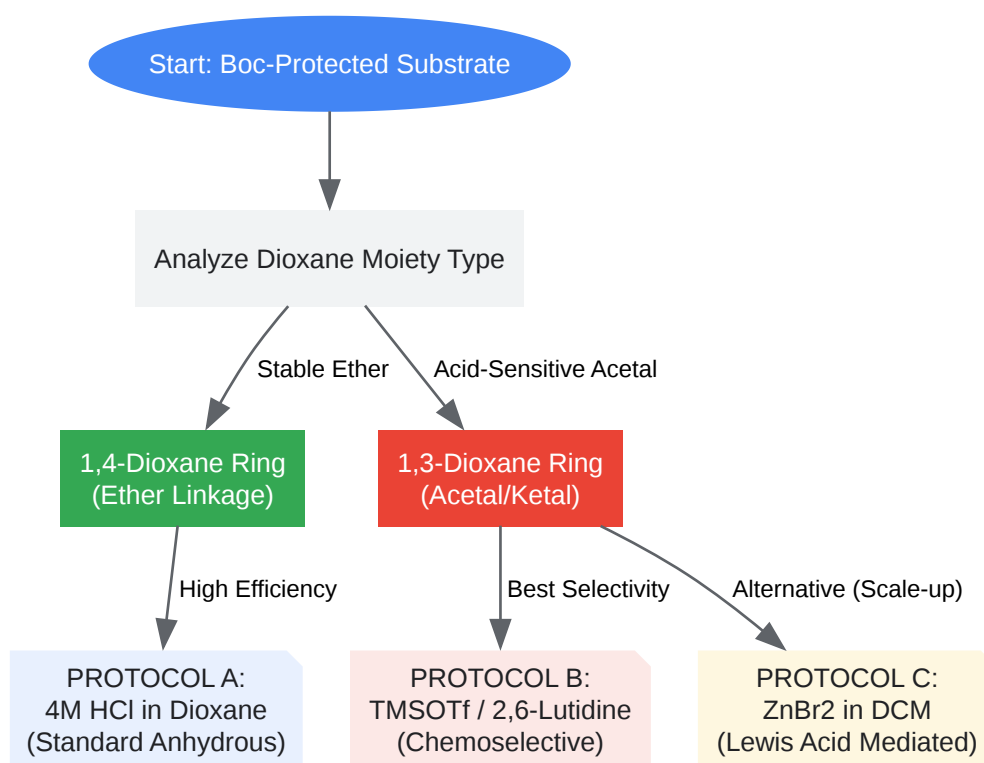 Start: Boc-Protected Substrate
Analyze Dioxane Moiety Type
Stable Ether
Acid-Sensitive Acetal
1,4-Dioxane Ring
(Ether Linkage)
1,3-Dioxane Ring
(Acetal/Ketal)
High Efficiency
Best Selectivity
Alternative (Scale-up)
PROTOCOL A:
4M HCl in Dioxane
(Standard Anhydrous)
PROTOCOL B:
TMSOTf / 2,6-Lutidine
(Chemoselective)
PROTOCOL C:
ZnBr2 in DCM
(Lewis Acid Mediated)